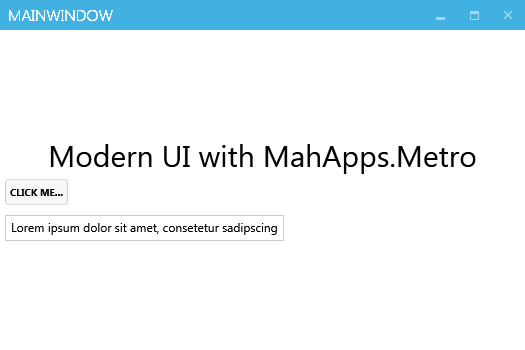 MAINWINDOW
Modern UI with MahApps.Metro
CLICK ME...
Lorem ipsum dolor sit amet, consetetur sadipscing